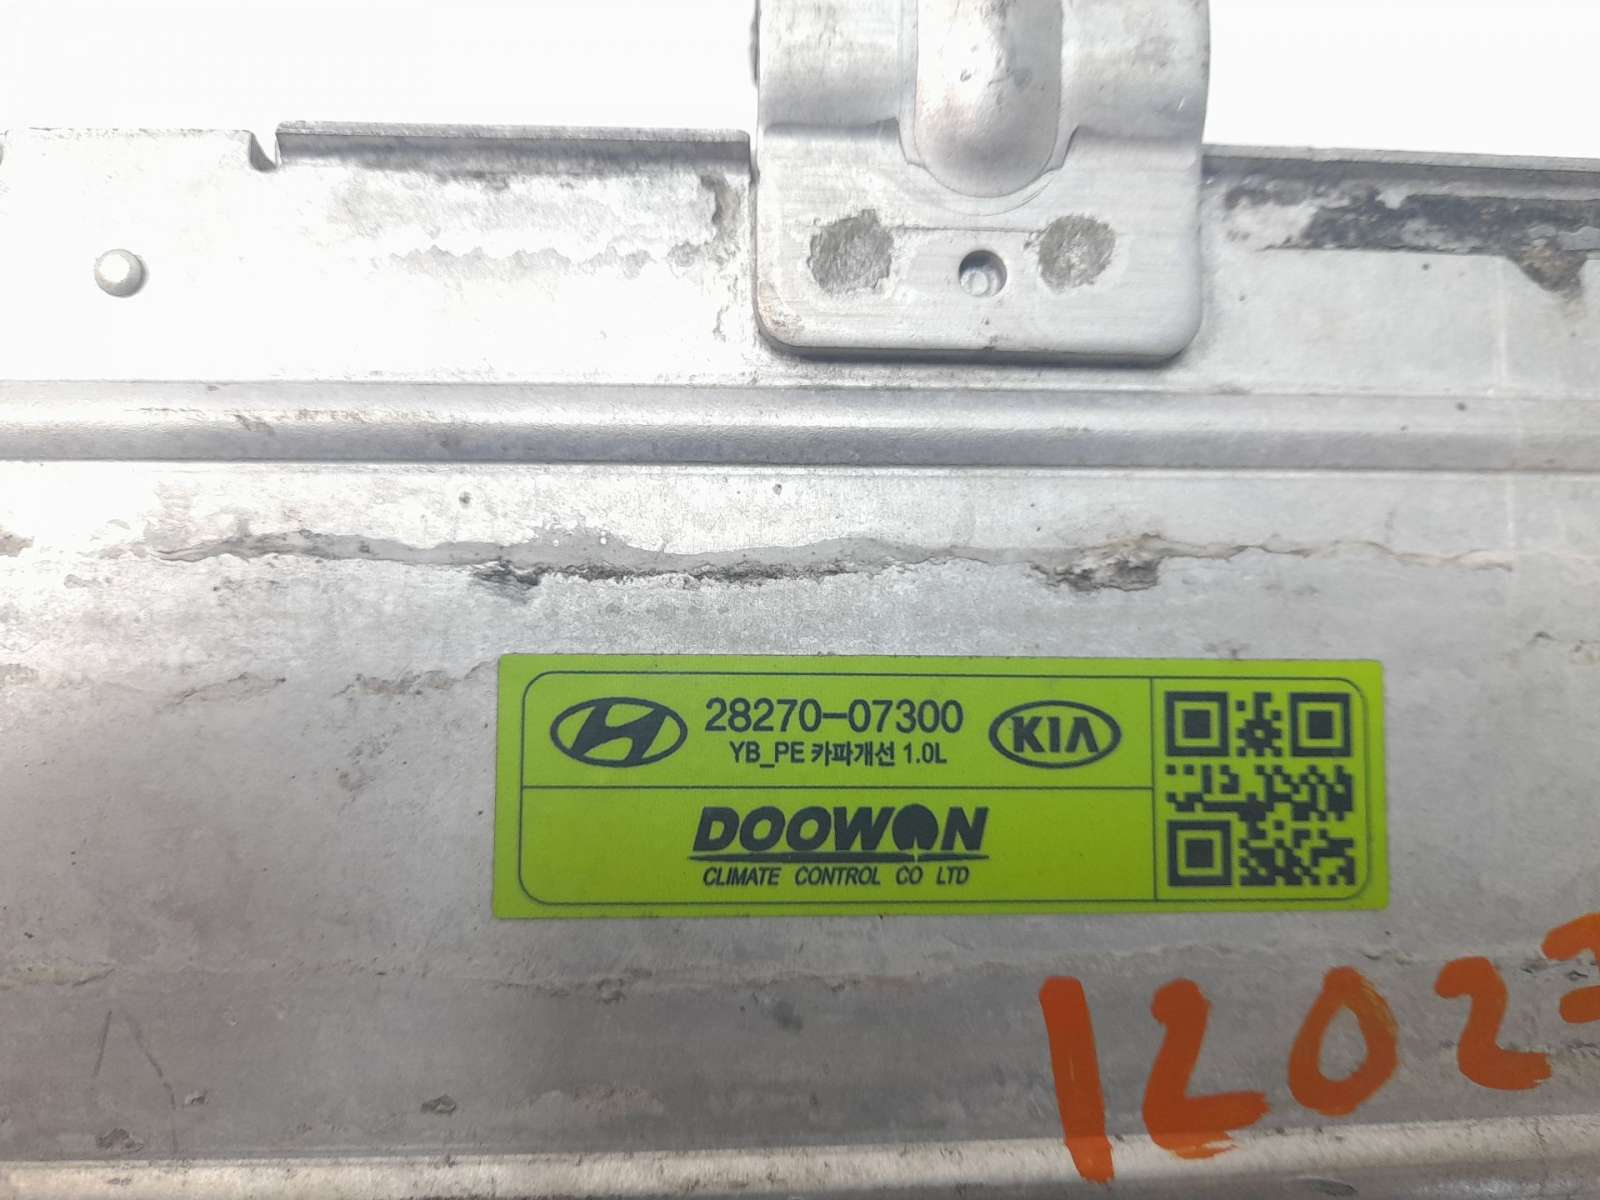 28270-07300
KIA
YB_PE 카파개선 1.0L
DOOWON
CLIMATE CONTROL CO LTD
1202